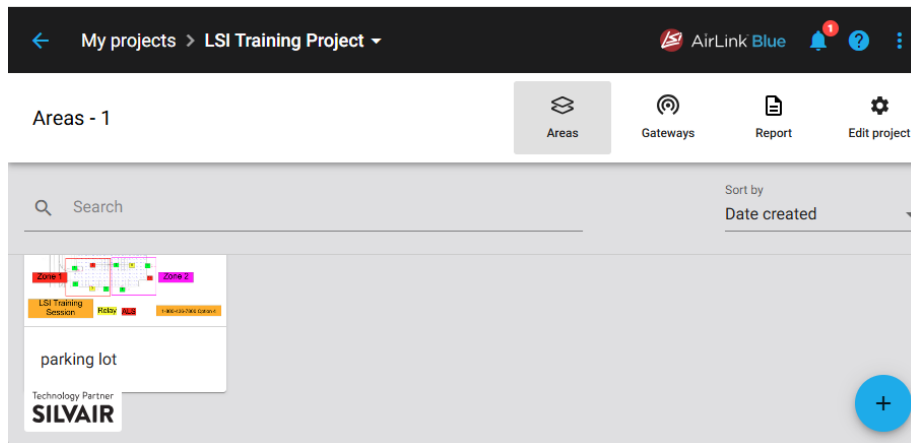 My projects > LSI Training Project
AirLink Blue
1
?
Areas - 1
Areas
Gateways
Report
Edit project
Search
Sort by
Date created
Zone 1
Zone 2
LSI Training
Session
Relay
ALS
parking lot
Technology Partner
SILVAIR
+